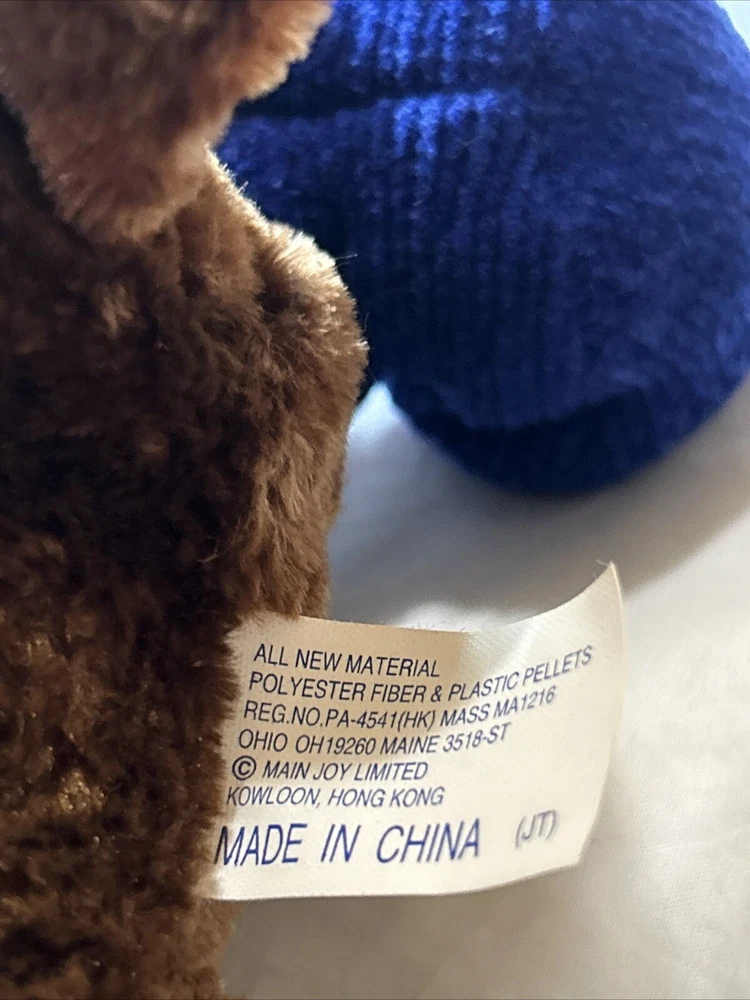 ALL NEW MATERIAL
POLYESTER FIBER & PLASTIC PELLETS
REG.NO.PA-4541(HK) MASS MA1216
OHIO OH19260 MAINE 3518-ST
© MAIN JOY LIMITED
KOWLOON, HONG KONG
MADE IN CHINA (JT)